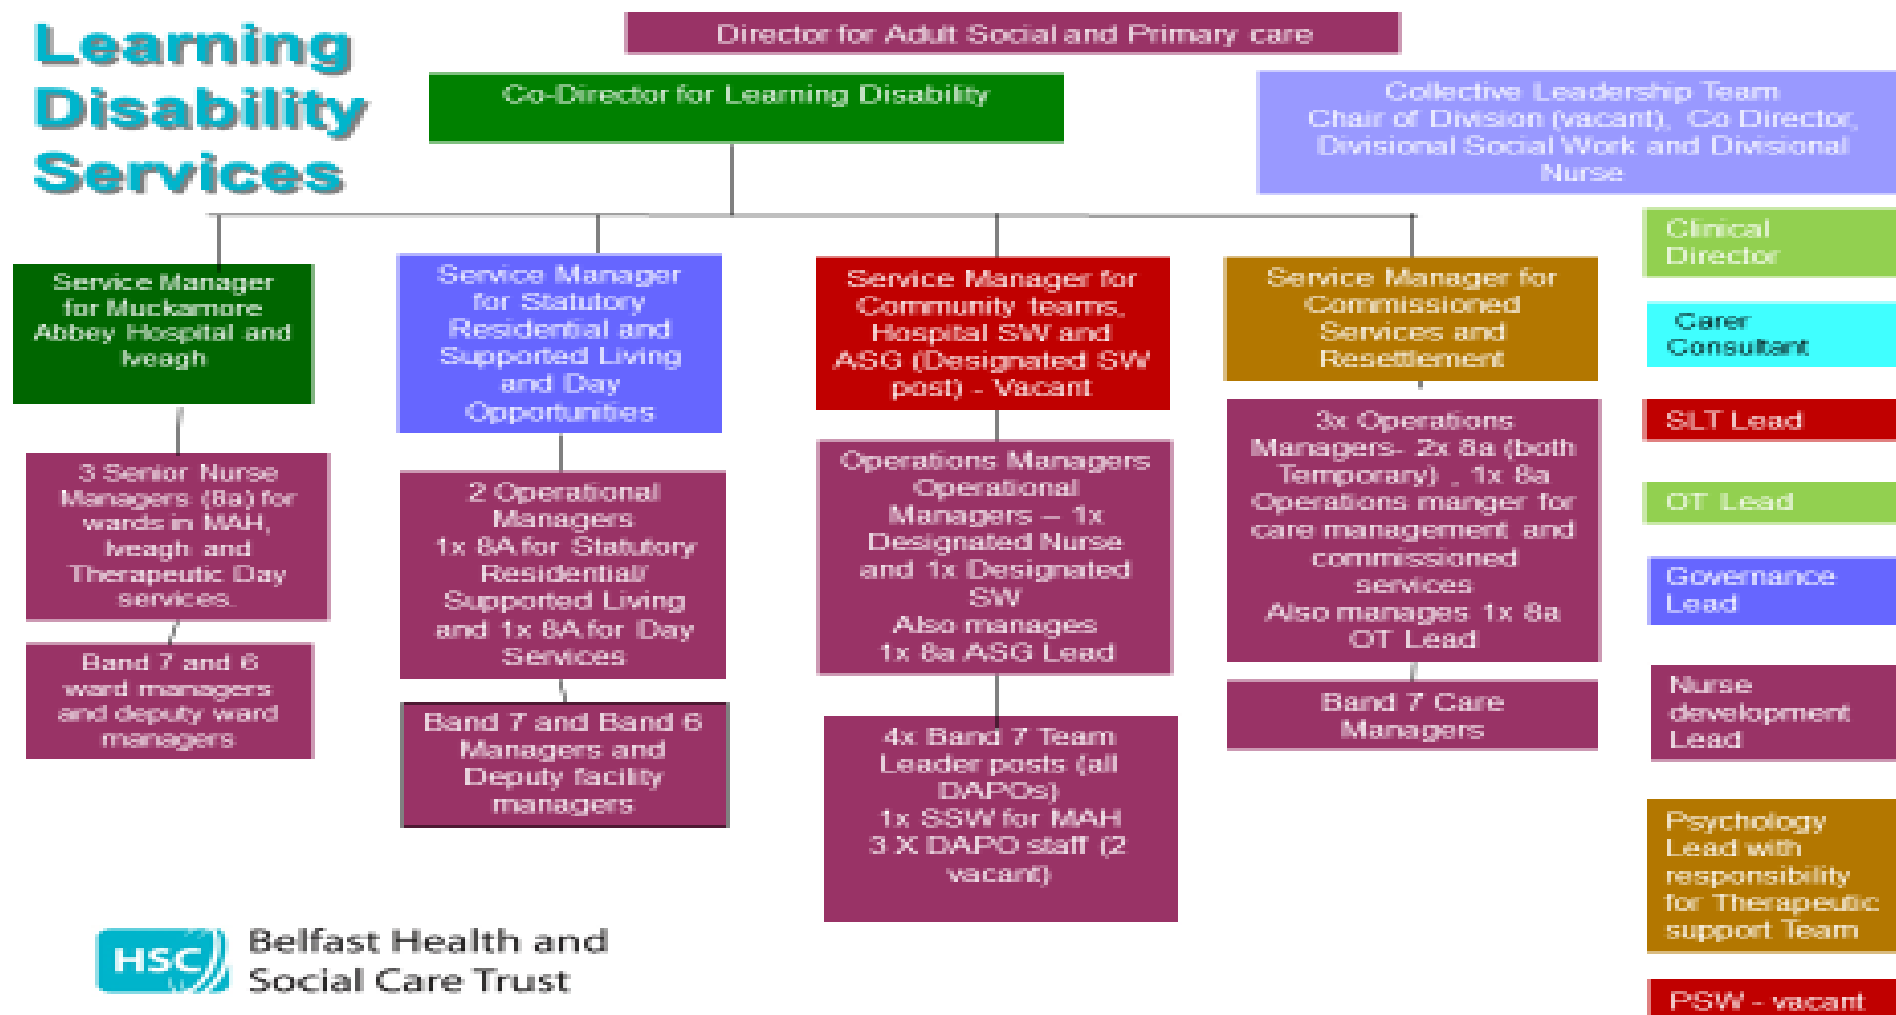 Learning
Disability
Services
Director for Adult Social and Primary care
Co-Director for Learning Disability
Collective Leadership Team
Chair of Division (vacant), Co Director,
Divisional Social Work and Divisional
Nurse
Service Manager
for Muckamore
Abbey Hospital and
Iveagh
3 Senior Nurse
Managers (8a) for
wards in MAH,
Iveagh and
Therapeutic Day
services.
Band 7 and 6
ward managers
and deputy ward
managers
Service Manager
for Statutory
Residential and
Supported Living
and Day
Opportunities
2 Operational
Managers
1x 8A for Statutory
Residential/
Supported Living
and 1x 8A for Day
Services
Band 7 and Band 6
Managers and
Deputy facility
managers
Service Manager for
Community teams,
Hospital SW and
ASG (Designated SW
post) - Vacant
Operations Managers
Operational
Managers – 1x
Designated Nurse
and 1x Designated
SW
Also manages
1x 8a ASG Lead
4x Band 7 Team
Leader posts (all
DAPOs)
1x SSW for MAH
3 X DAPO staff (2
vacant)
Service Manager for
Commissioned
Services and
Resettlement
3x Operations
Managers- 2x 8a (both
Temporary) , 1x 8a
Operations manger for
care management and
commissioned
services
Also manages 1x 8a
OT Lead
Band 7 Care
Managers
Clinical
Director
Carer
Consultant
SLT Lead
OT Lead
Governance
Lead
Nurse
development
Lead
Psychology
Lead with
responsibility
for Therapeutic
support Team
PSW - vacant
HSC
Belfast Health and
Social Care Trust